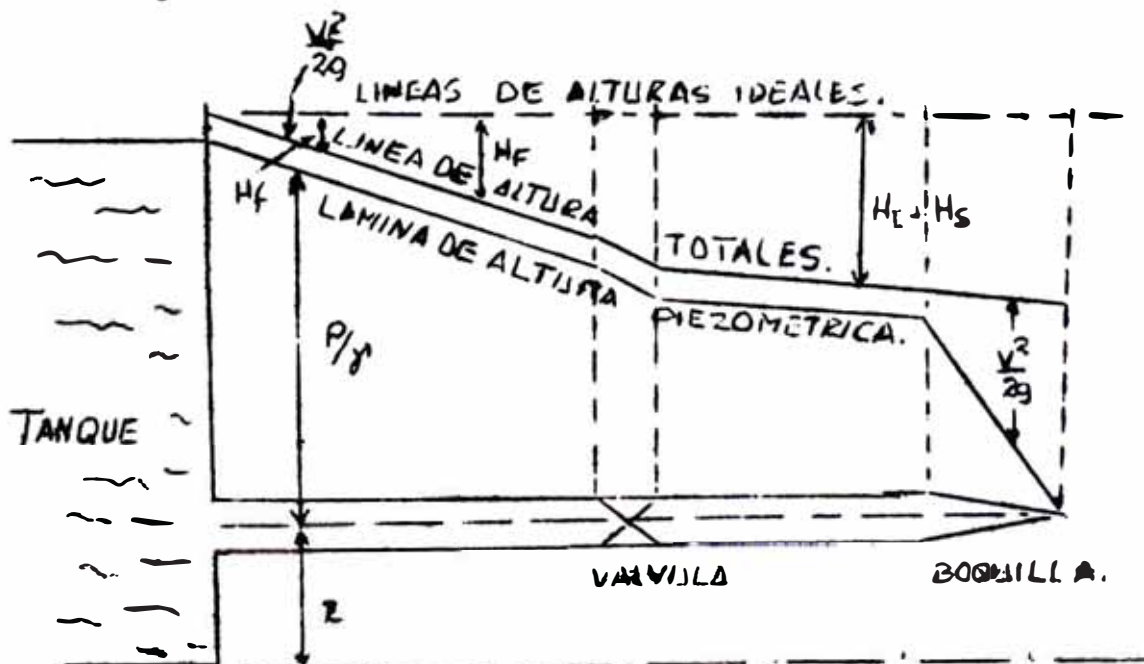 V²/2g
LINEAS DE ALTURAS IDEALES.
Hf
LINEA DE ALTURA
HF
TOTALES.
LAMINA DE ALTURA
PIEZOMETRICA.
P/γ
V²/2g
TANQUE
VALVULA
BOQUILLA.
Z